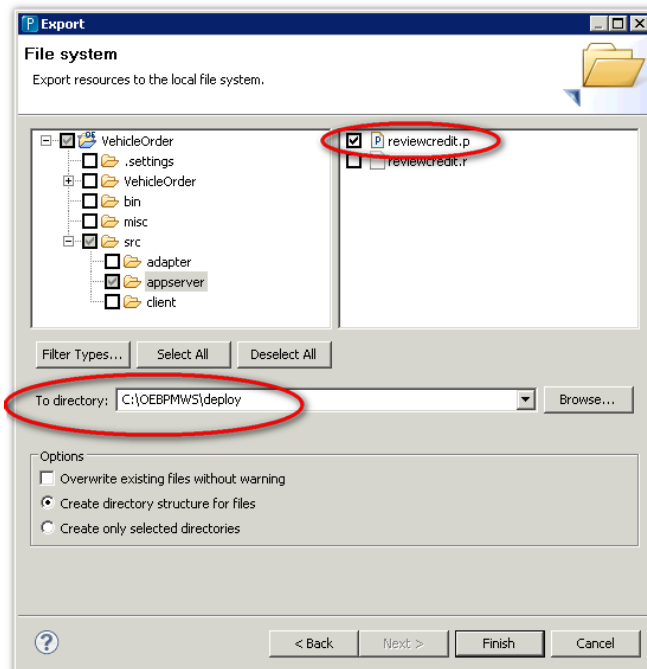 Export
File system
Export resources to the local file system.
VehicleOrder
.settings
VehicleOrder
bin
misc
src
adapter
appserver
client
reviewcredit.p
reviewcredit.r
Filter Types...
Select All
Deselect All
To directory: C:\OEBPMWS\deploy
Browse...
Options
Overwrite existing files without warning
Create directory structure for files
Create only selected directories
< Back
Next >
Finish
Cancel